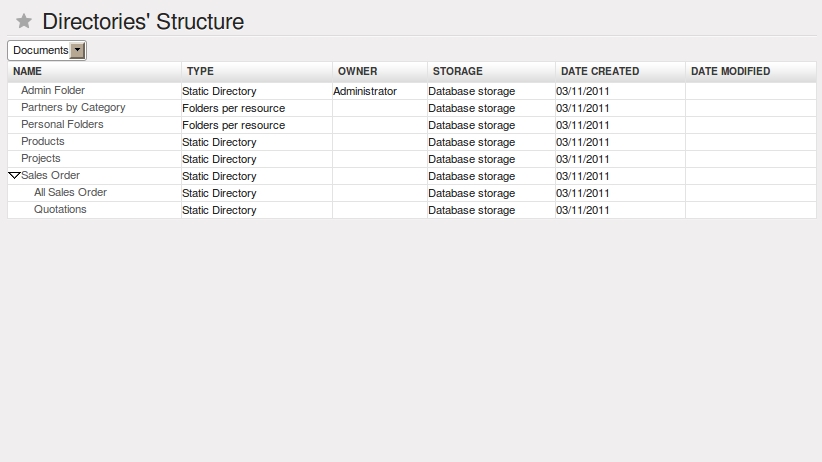 Directories' Structure
Documents
NAME TYPE OWNER STORAGE DATE CREATED DATE MODIFIED
Admin Folder Static Directory Administrator Database storage 03/11/2011
Partners by Category Folders per resource Database storage 03/11/2011
Personal Folders Folders per resource Database storage 03/11/2011
Products Static Directory Database storage 03/11/2011
Projects Static Directory Database storage 03/11/2011
Sales Order Static Directory Database storage 03/11/2011
All Sales Order Static Directory Database storage 03/11/2011
Quotations Static Directory Database storage 03/11/2011